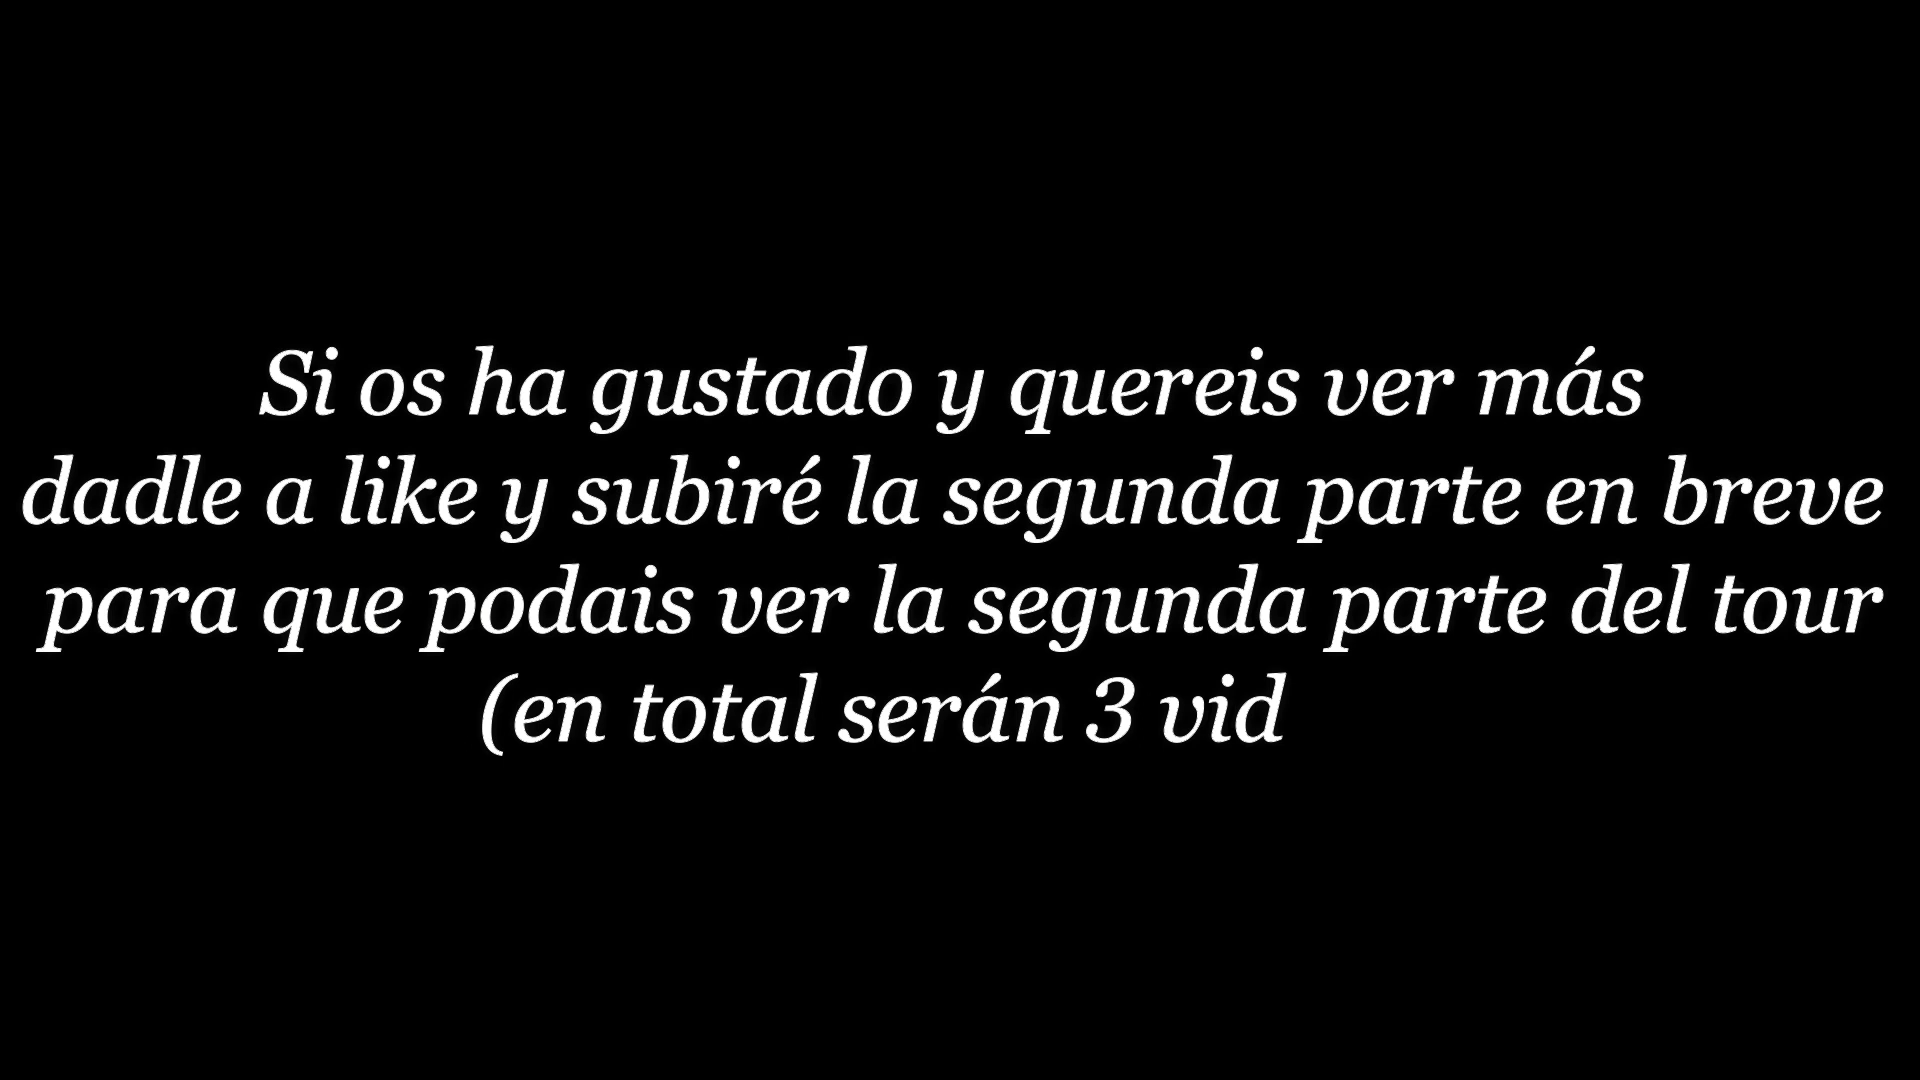 Si os ha gustado y quereis ver más
dadle a like y subiré la segunda parte en breve
para que podais ver la segunda parte del tour
(en total serán 3 vid